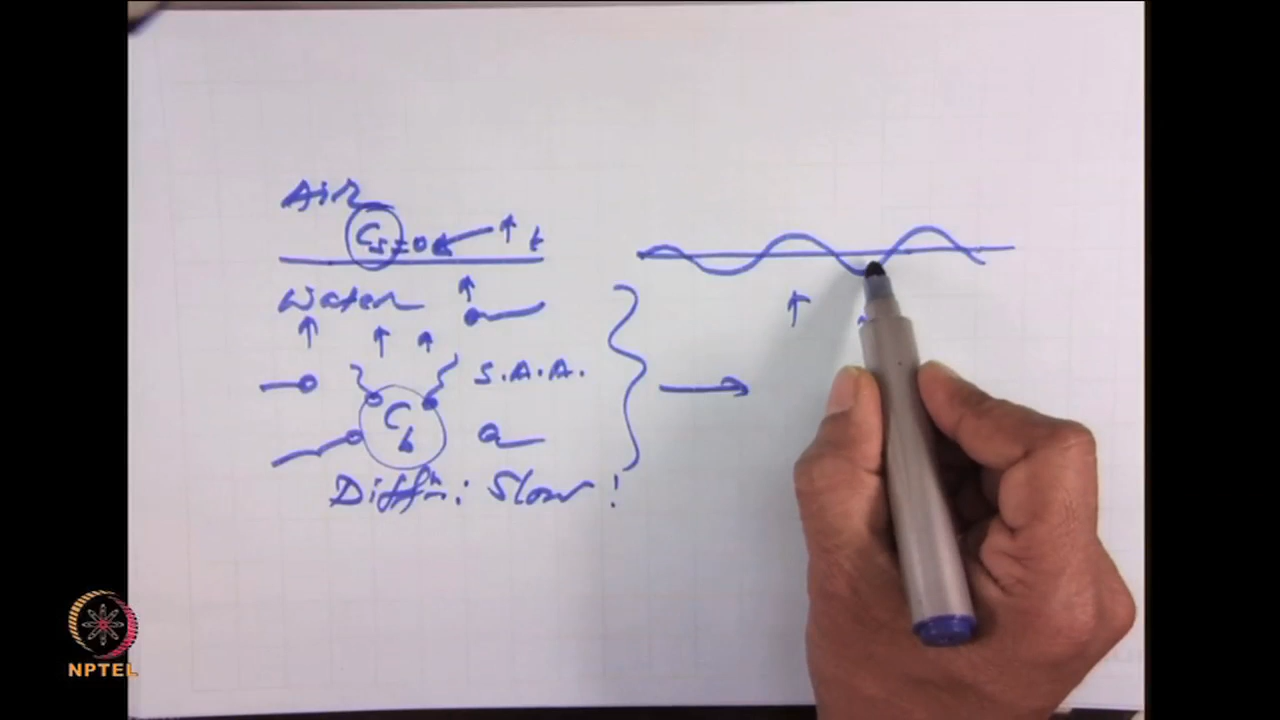 Air
Cs = 0 t
Water
S.A.A.
Cb
Diffn: Slow!
NPTEL